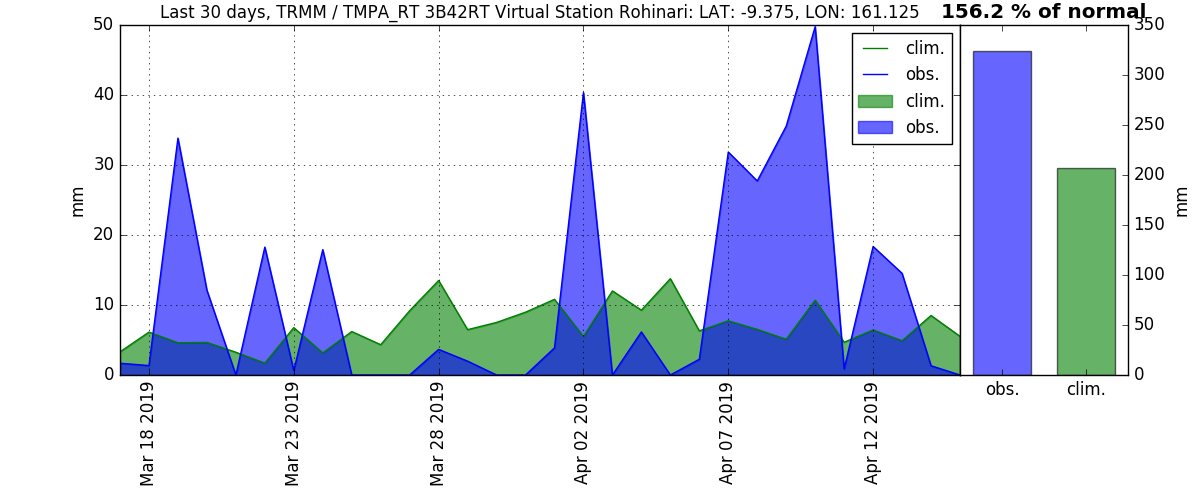 Last 30 days, TRMM / TMPA_RT 3B42RT Virtual Station Rohinari: LAT: -9.375, LON: 161.125
156.2 % of normal
50
40
30
20
10
0
mm
clim.
obs.
clim.
obs.
350
300
250
200
150
100
50
0
mm
Mar 18 2019
Mar 23 2019
Mar 28 2019
Apr 02 2019
Apr 07 2019
Apr 12 2019
obs.
clim.